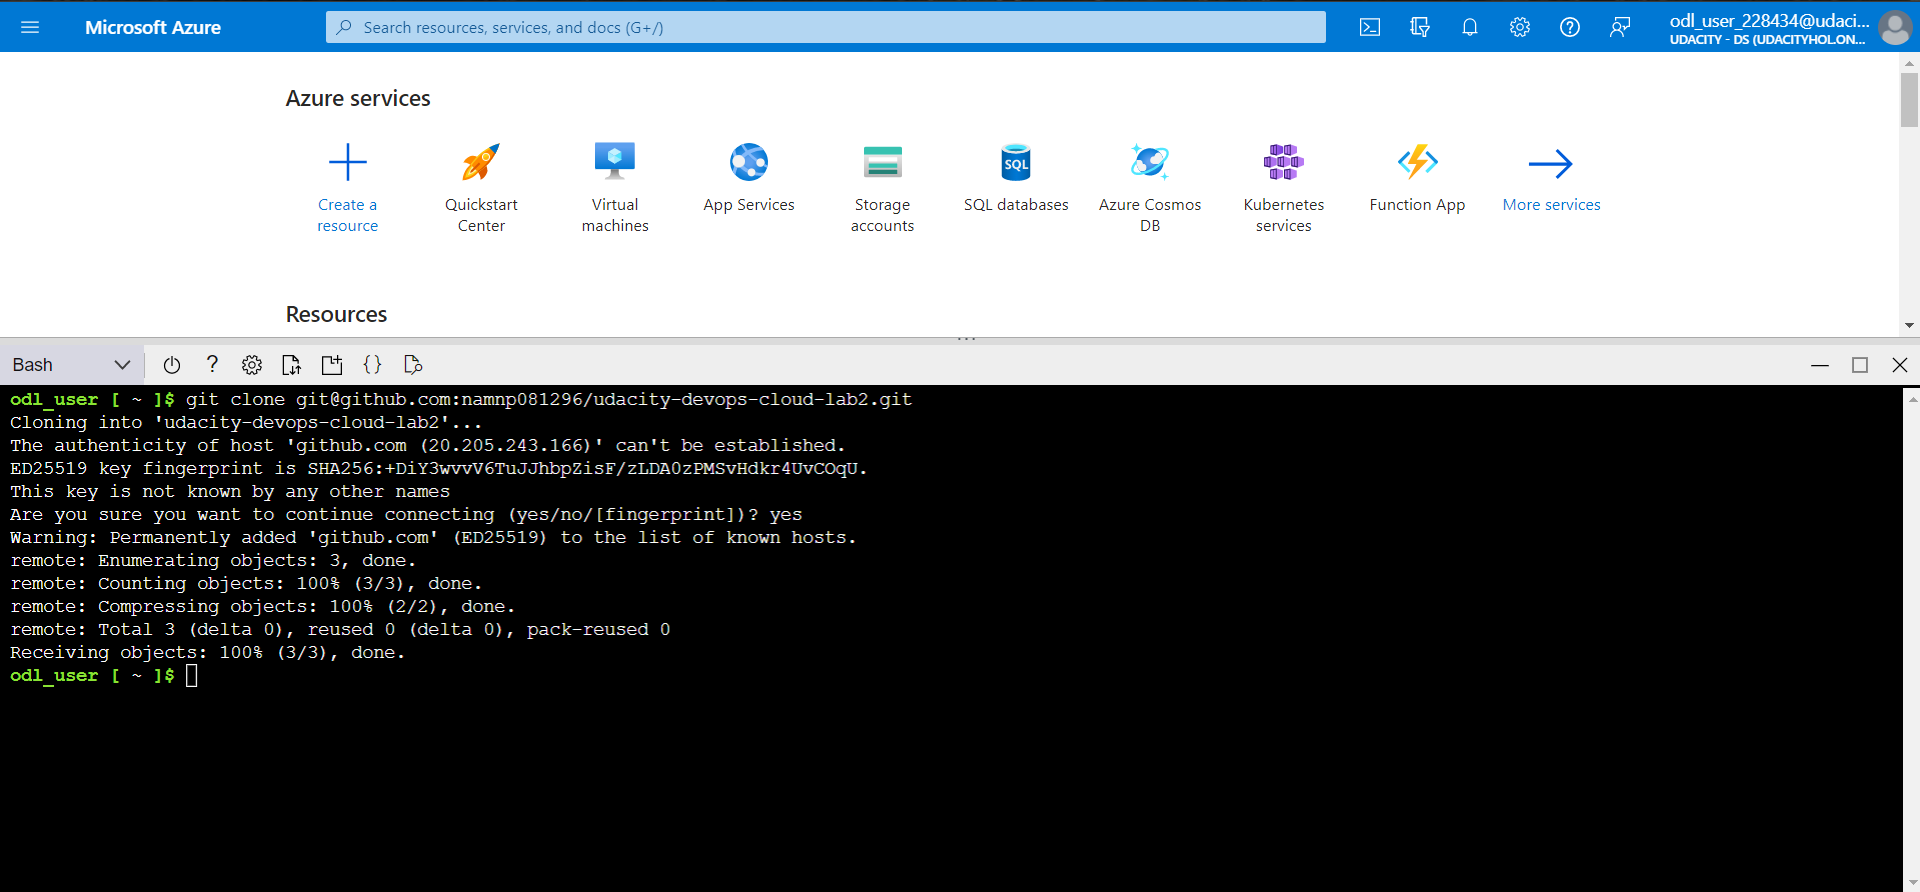 Microsoft Azure
Search resources, services, and docs (G+/)
odl_user_228434@udaci...
UDACITY - DS (UDACITYHOL.ON...
Azure services
Create a resource
Quickstart Center
Virtual machines
App Services
Storage accounts
SQL
SQL databases
Azure Cosmos DB
Kubernetes services
Function App
More services
Resources
Bash
odl_user [ ~ ]$ git clone git@github.com:namnp081296/udacity-devops-cloud-lab2.git
Cloning into 'udacity-devops-cloud-lab2'...
The authenticity of host 'github.com (20.205.243.166)' can't be established.
ED25519 key fingerprint is SHA256:+DiY3wvvV6TuJJhbpZisF/zLDA0zPMSvHdkr4UvCOqU.
This key is not known by any other names
Are you sure you want to continue connecting (yes/no/[fingerprint])? yes
Warning: Permanently added 'github.com' (ED25519) to the list of known hosts.
remote: Enumerating objects: 3, done.
remote: Counting objects: 100% (3/3), done.
remote: Compressing objects: 100% (2/2), done.
remote: Total 3 (delta 0), reused 0 (delta 0), pack-reused 0
Receiving objects: 100% (3/3), done.
odl_user [ ~ ]$